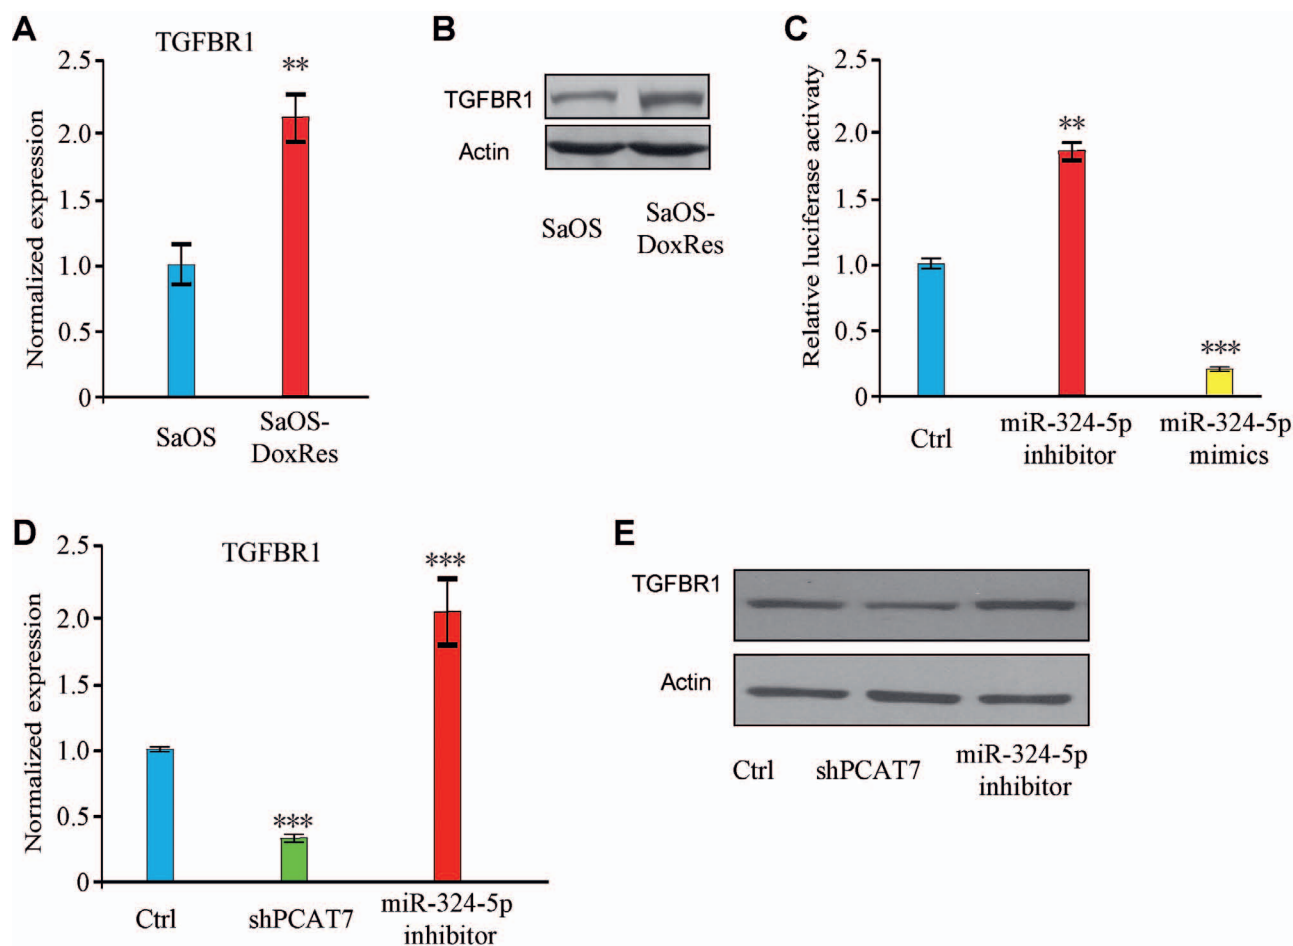 A
TGFBR1
Normalized expression
2.5
2.0
1.5
1.0
0.5
0
**
SaOS
SaOS-
DoxRes
B
TGFBR1
Actin
SaOS
SaOS-
DoxRes
C
Relative luciferase activaty
2.5
2.0
1.5
1.0
0.5
0
**
***
Ctrl
miR-324-5p
inhibitor
miR-324-5p
mimics
D
TGFBR1
Normalized expression
2.5
2.0
1.5
1.0
0.5
0
***
***
Ctrl
shPCAT7
miR-324-5p
inhibitor
E
TGFBR1
Actin
Ctrl
shPCAT7
miR-324-5p
inhibitor